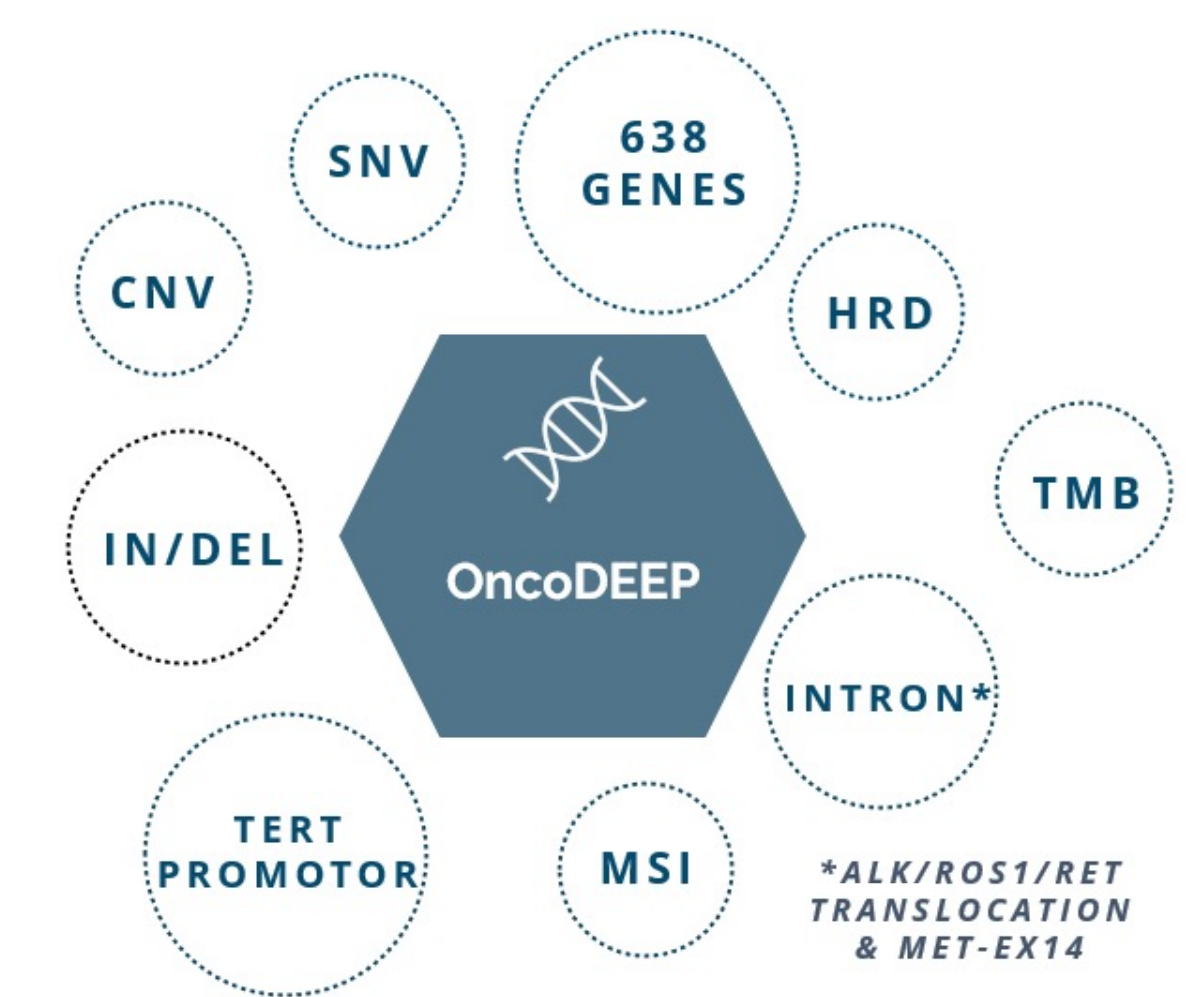 638
GENES
SNV
CNV
HRD
TMB
IN/DEL
OncoDEEP
INTRON*
TERT
PROMOTOR
MSI
*ALK/ROS1/RET
TRANSLOCATION
& MET-EX14